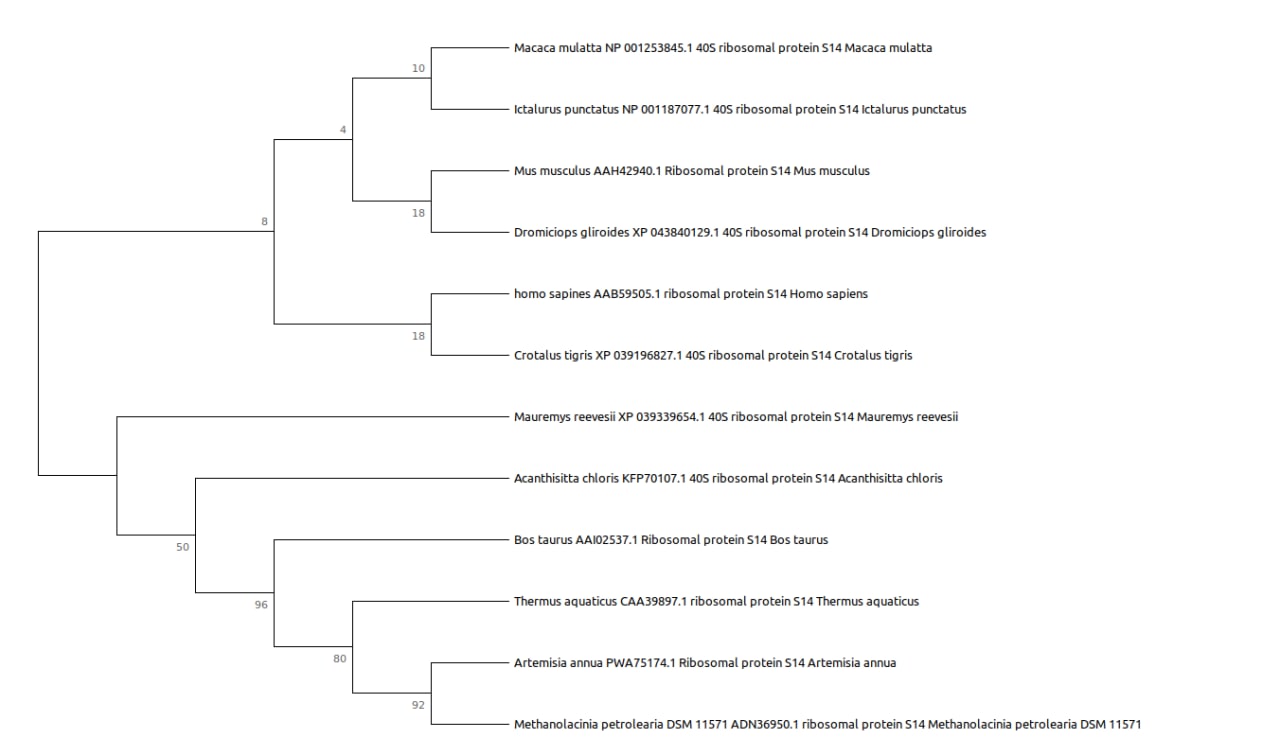 Macaca mulatta NP 001253845.1 40S ribosomal protein S14 Macaca mulatta
10
Ictalurus punctatus NP 001187077.1 40S ribosomal protein S14 Ictalurus punctatus
4
Mus musculus AAH42940.1 Ribosomal protein S14 Mus musculus
18
8
Dromiciops gliroides XP 043840129.1 40S ribosomal protein S14 Dromiciops gliroides
homo sapines AAB59505.1 ribosomal protein S14 Homo sapiens
18
Crotalus tigris XP 039196827.1 40S ribosomal protein S14 Crotalus tigris
Mauremys reevesii XP 039339654.1 40S ribosomal protein S14 Mauremys reevesii
Acanthisitta chloris KFP70107.1 40S ribosomal protein S14 Acanthisitta chloris
Bos taurus AAI02537.1 Ribosomal protein S14 Bos taurus
50
Thermus aquaticus CAA39897.1 ribosomal protein S14 Thermus aquaticus
96
Artemisia annua PWA75174.1 Ribosomal protein S14 Artemisia annua
80
92
Methanolacinia petrolearia DSM 11571 ADN36950.1 ribosomal protein S14 Methanolacinia petrolearia DSM 11571